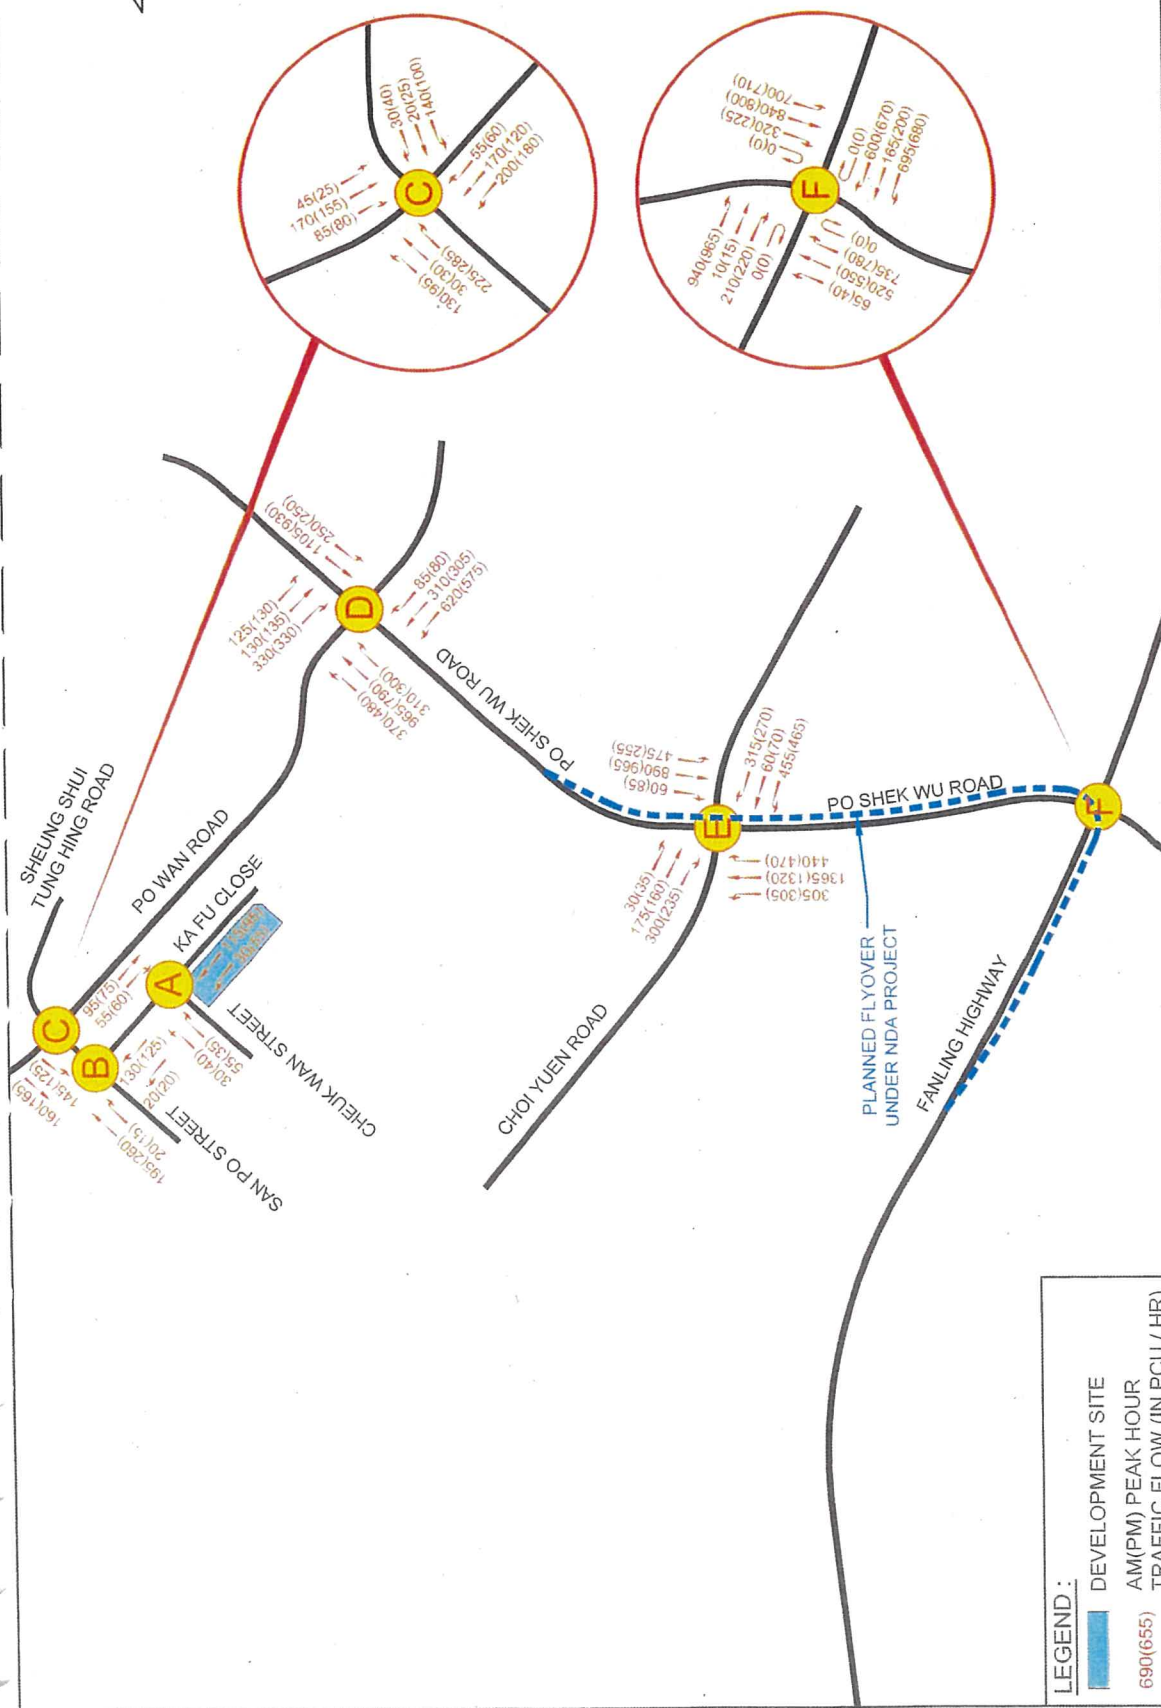 30(40)
20(25)
140(100)
45(25)
170(155)
85(80)
C
55(60)
170(120)
200(180)
130(95)
30(30)
225(285)
700(710)
840(800)
320(225)
0(0)
940(965)
10(15)
210(220)
0(0)
F
0(0)
600(670)
165(200)
695(680)
0(0)
735(780)
520(550)
65(40)
1105(930)
250(250)
125(130)
130(135)
330(330)
D
85(80)
310(305)
620(575)
370(480)
965(790)
310(300)
PO SHEK WU ROAD
SHEUNG SHUI
TUNG HING ROAD
PO WAN ROAD
KA FU CLOSE
C
95(75)
55(60)
A
B
160(165)
145(125)
130(125)
20(20)
30(40)
55(35)
195(260)
20(15)
CHEUK WAN STREET
SAN PO STREET
475(255)
890(965)
60(85)
E
315(270)
60(70)
455(465)
30(35)
175(160)
300(235)
305(305)
1365(1320)
440(470)
CHOI YUEN ROAD
PO SHEK WU ROAD
PLANNED FLYOVER
UNDER NDA PROJECT
F
FANLING HIGHWAY
LEGEND :
DEVELOPMENT SITE
690(655) AM(PM) PEAK HOUR
TRAFFIC FLOW (IN PCU / HR)